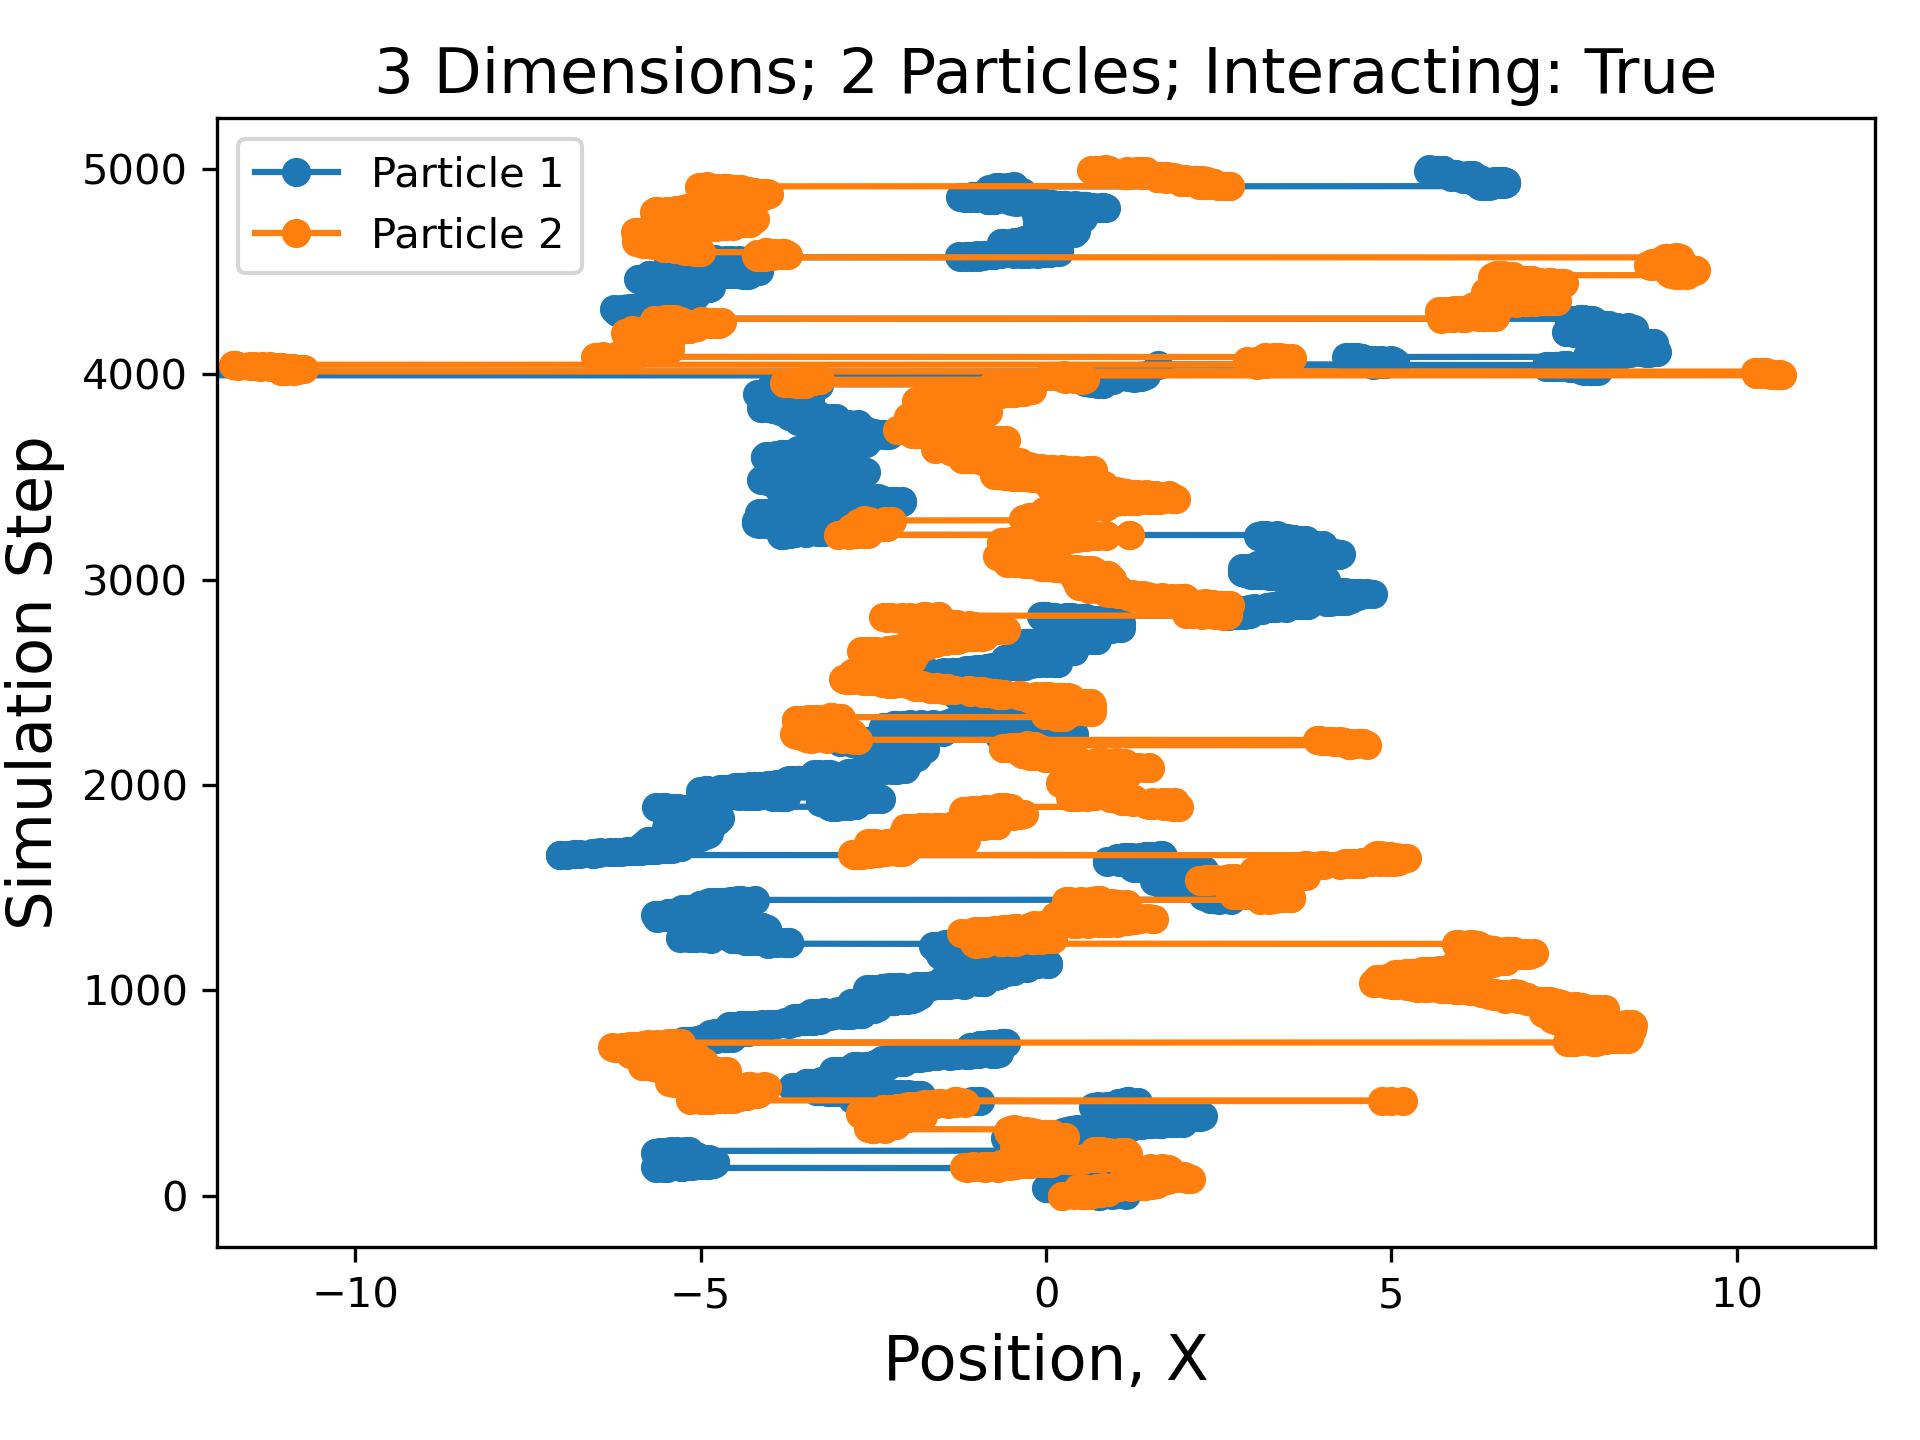 3 Dimensions; 2 Particles; Interacting: True
Particle 1
Particle 2
5000
4000
3000
2000
1000
0
Simulation Step
−10
−5
0
5
10
Position, X